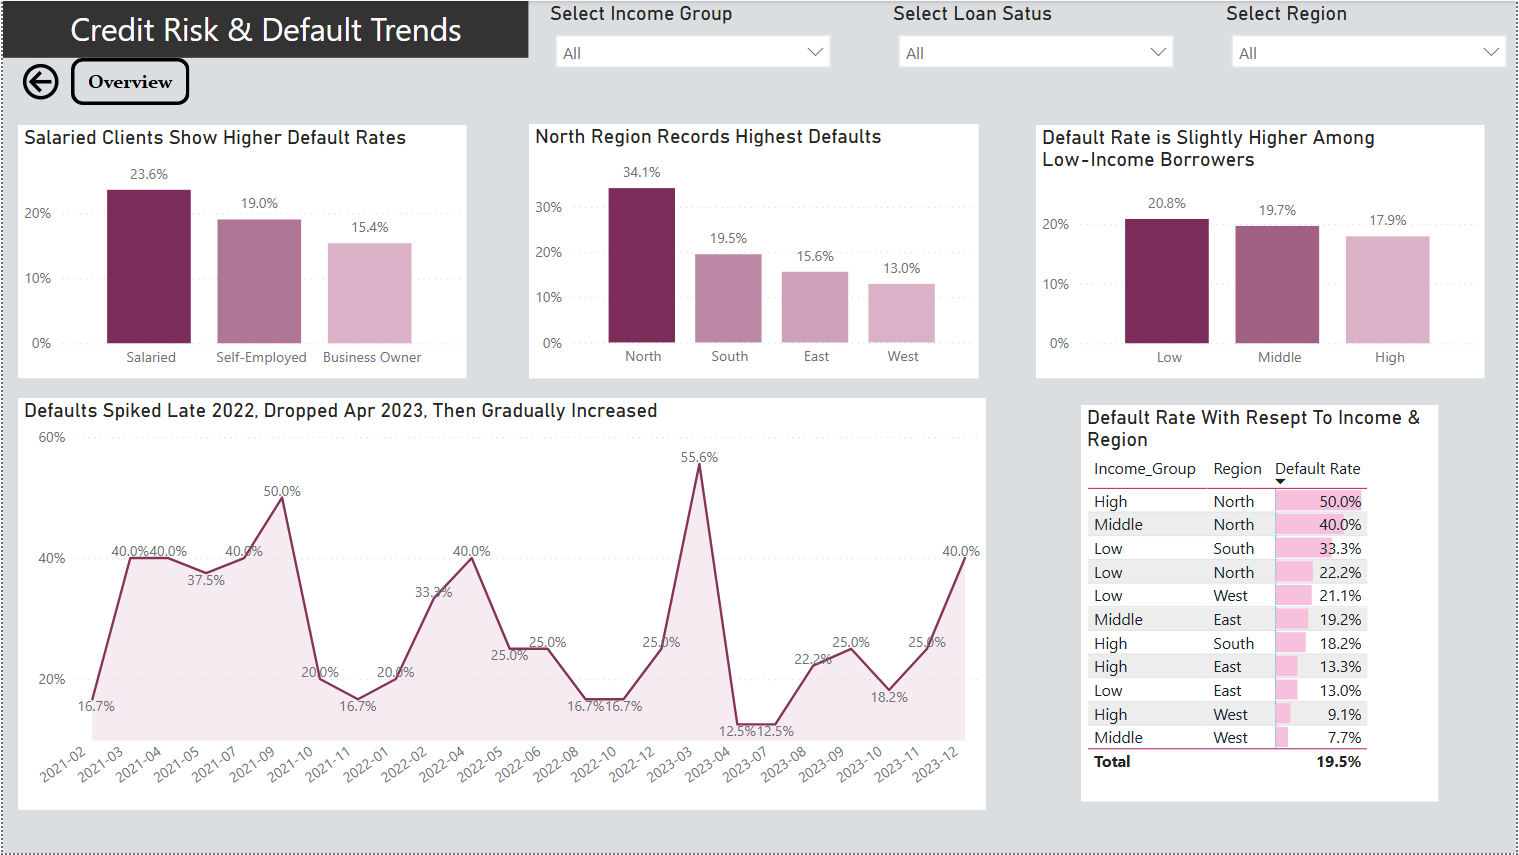 Credit Risk & Default Trends
Select Income Group
Select Loan Satus
Select Region
All
All
All
Overview
Salaried Clients Show Higher Default Rates
23.6%
19.0%
15.4%
20%
10%
0%
Salaried
Self-Employed
Business Owner
North Region Records Highest Defaults
34.1%
19.5%
15.6%
13.0%
30%
20%
10%
0%
North
South
East
West
Default Rate is Slightly Higher Among
Low-Income Borrowers
20.8%
19.7%
17.9%
20%
10%
0%
Low
Middle
High
Defaults Spiked Late 2022, Dropped Apr 2023, Then Gradually Increased
60%
40%
20%
16.7%
40.0%
40.0%
37.5%
40.0%
50.0%
20.0%
16.7%
20.0%
33.3%
40.0%
25.0%
25.0%
16.7%
16.7%
25.0%
55.6%
12.5%
12.5%
22.2%
25.0%
18.2%
25.0%
40.0%
2021-02
2021-03
2021-04
2021-05
2021-07
2021-09
2021-10
2021-11
2022-01
2022-02
2022-04
2022-05
2022-06
2022-08
2022-10
2022-12
2023-03
2023-04
2023-07
2023-08
2023-09
2023-10
2023-11
2023-12
Default Rate With Resept To Income &
Region
Income_Group Region Default Rate
High North 50.0%
Middle North 40.0%
Low South 33.3%
Low North 22.2%
Low West 21.1%
Middle East 19.2%
High South 18.2%
High East 13.3%
Low East 13.0%
High West 9.1%
Middle West 7.7%
Total 19.5%